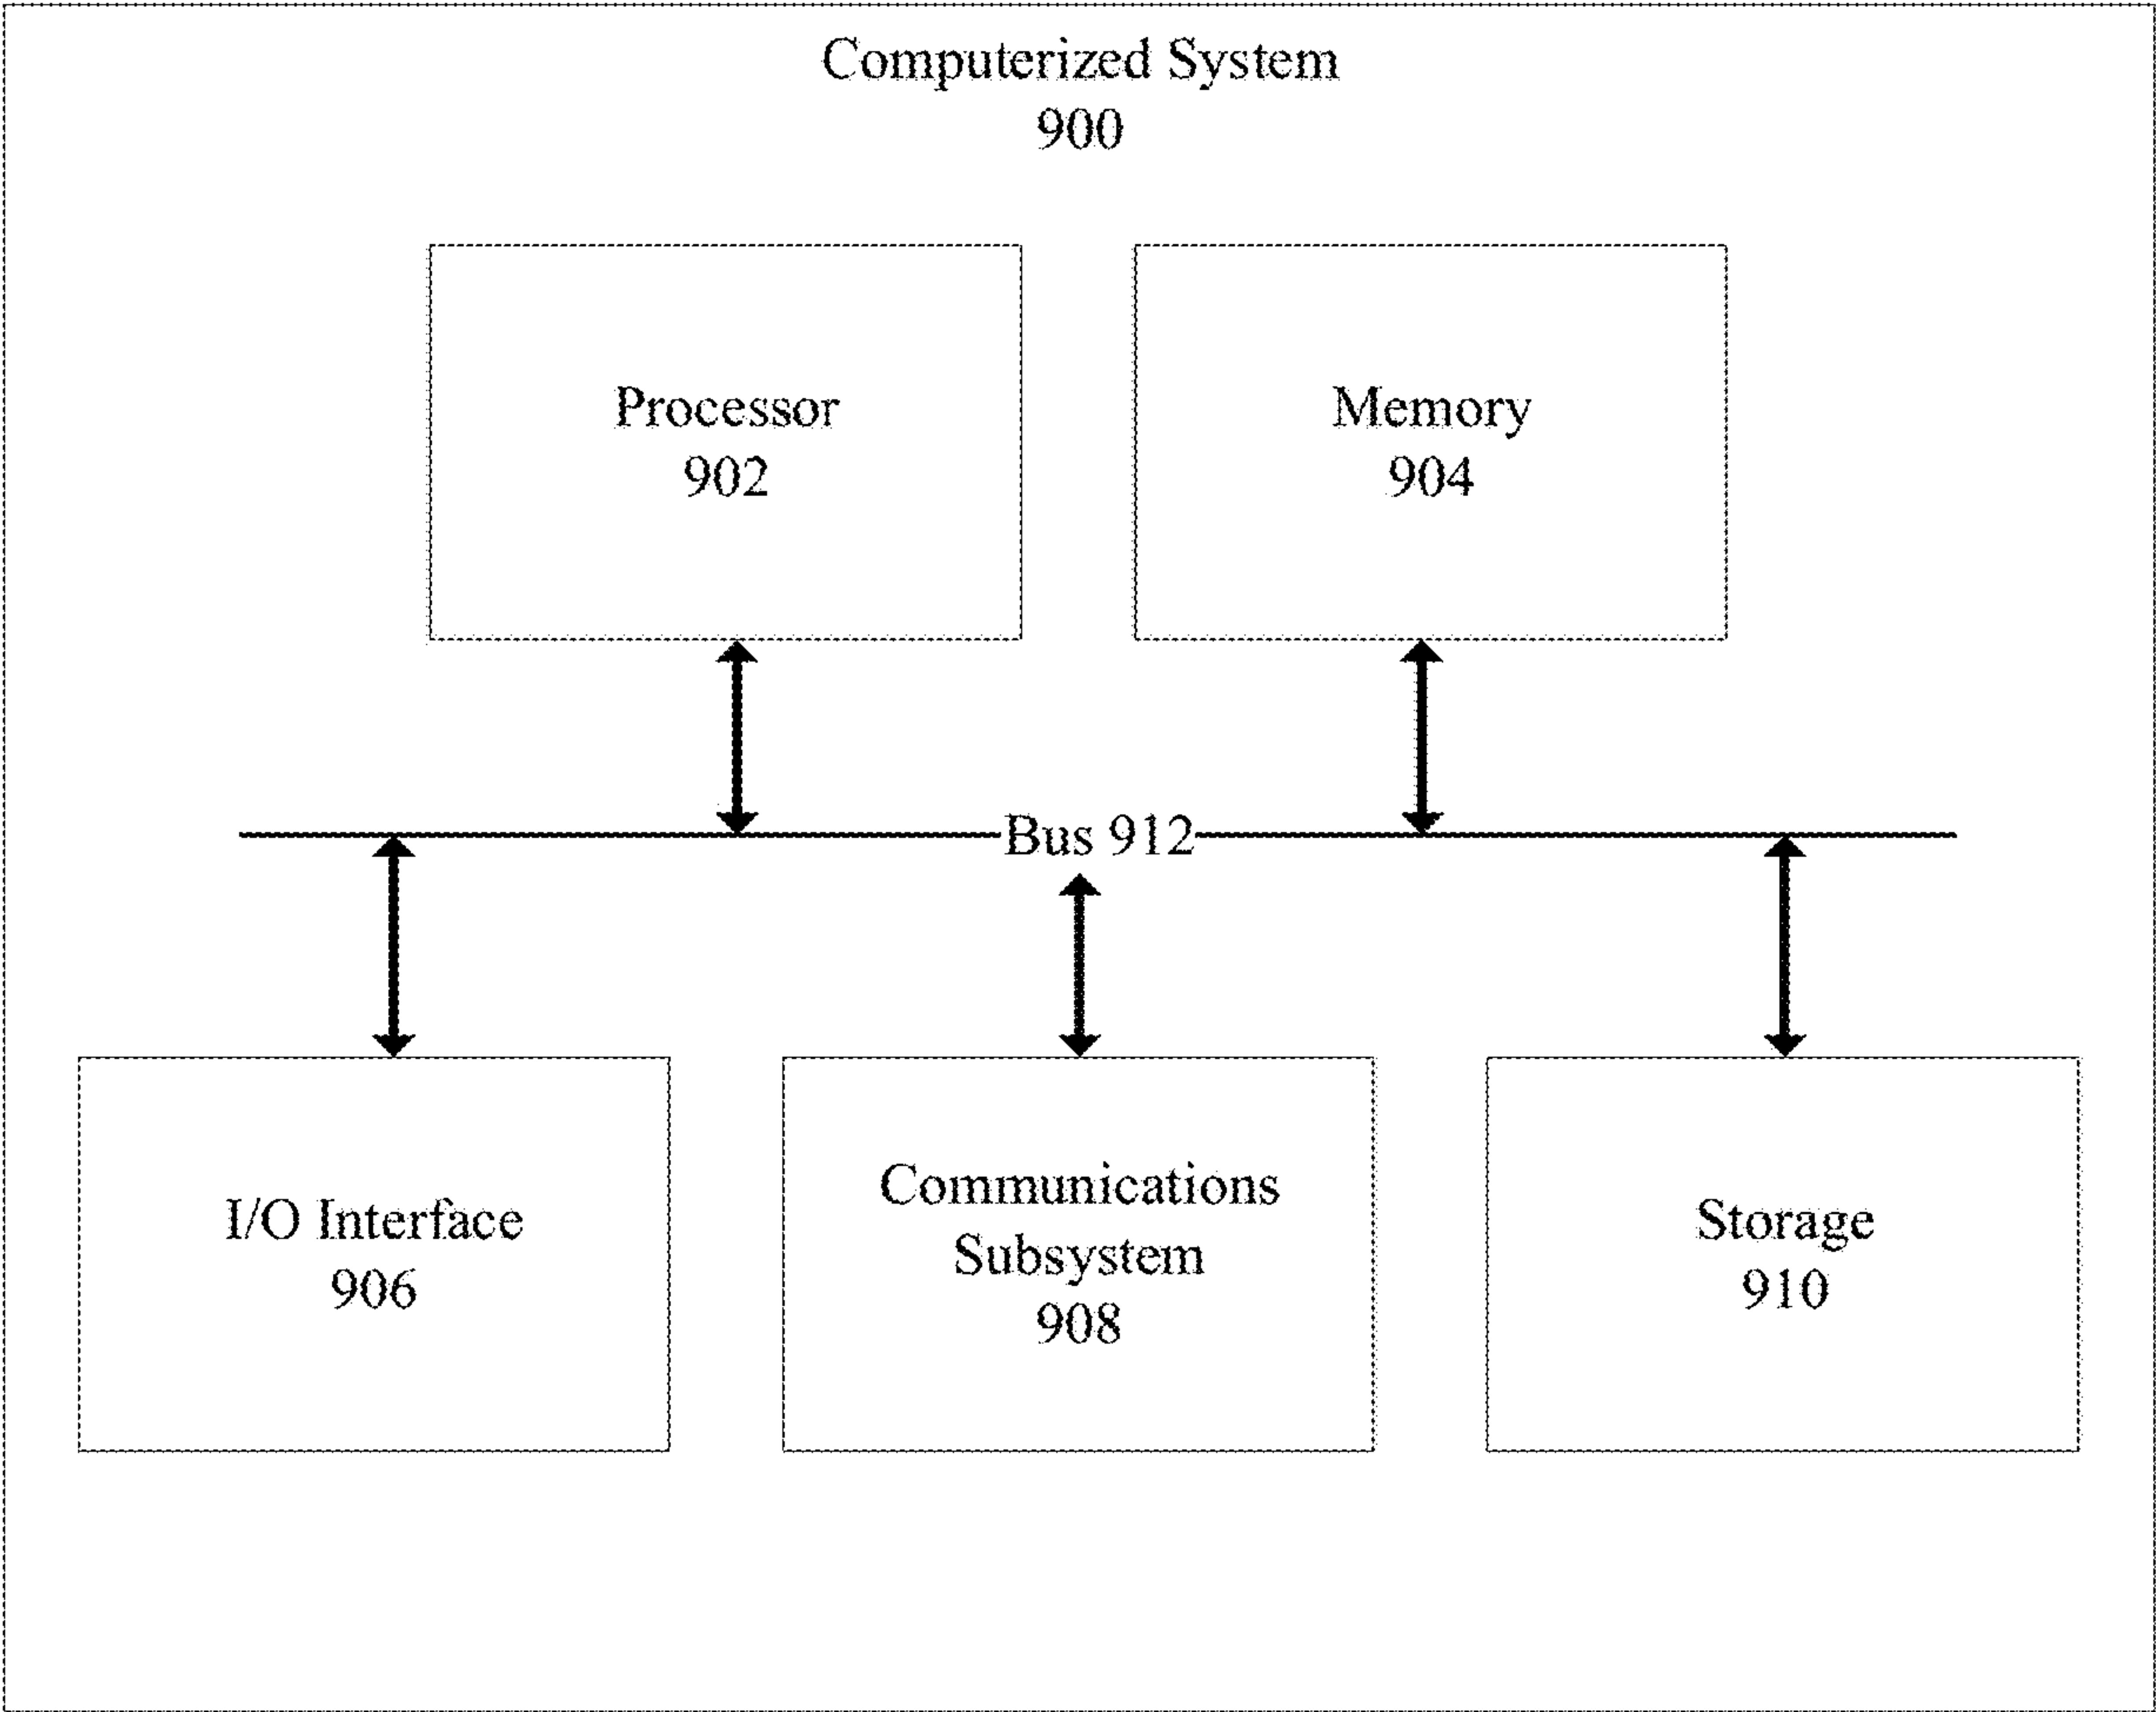 Computerized System
900
Processor
902
Memory
904
Bus 912
I/O Interface
906
Communications
Subsystem
908
Storage
910